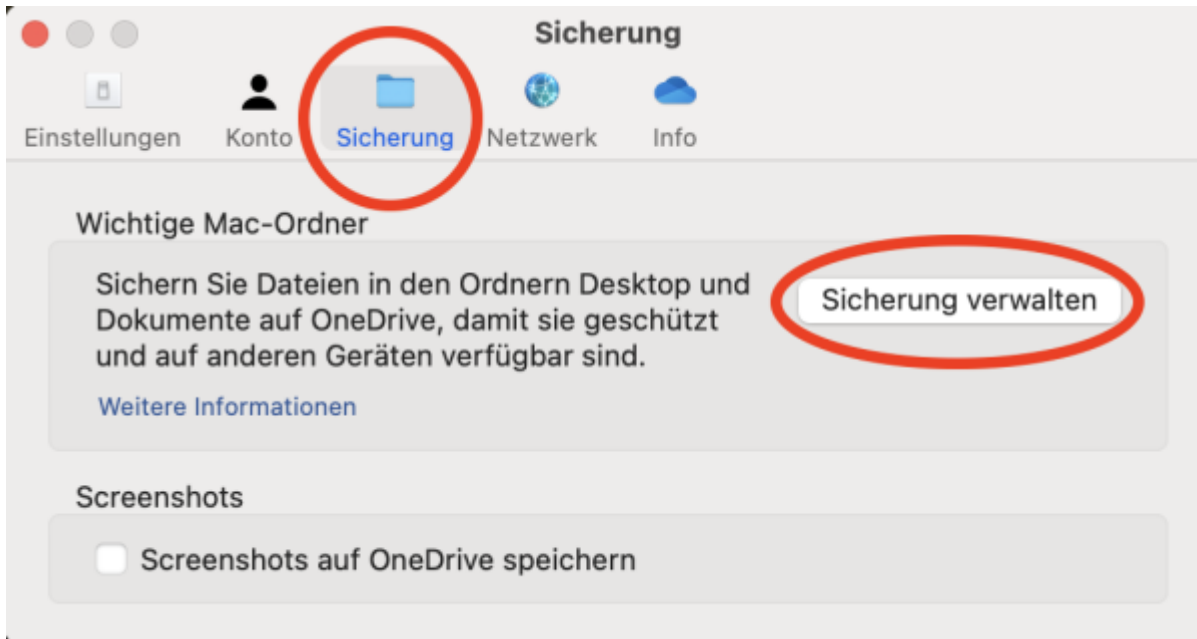 Sicherung
Einstellungen
Konto
Sicherung
Netzwerk
Info
Wichtige Mac-Ordner
Sichern Sie Dateien in den Ordnern Desktop und
Dokumente auf OneDrive, damit sie geschützt
und auf anderen Geräten verfügbar sind.
Sicherung verwalten
Weitere Informationen
Screenshots
Screenshots auf OneDrive speichern